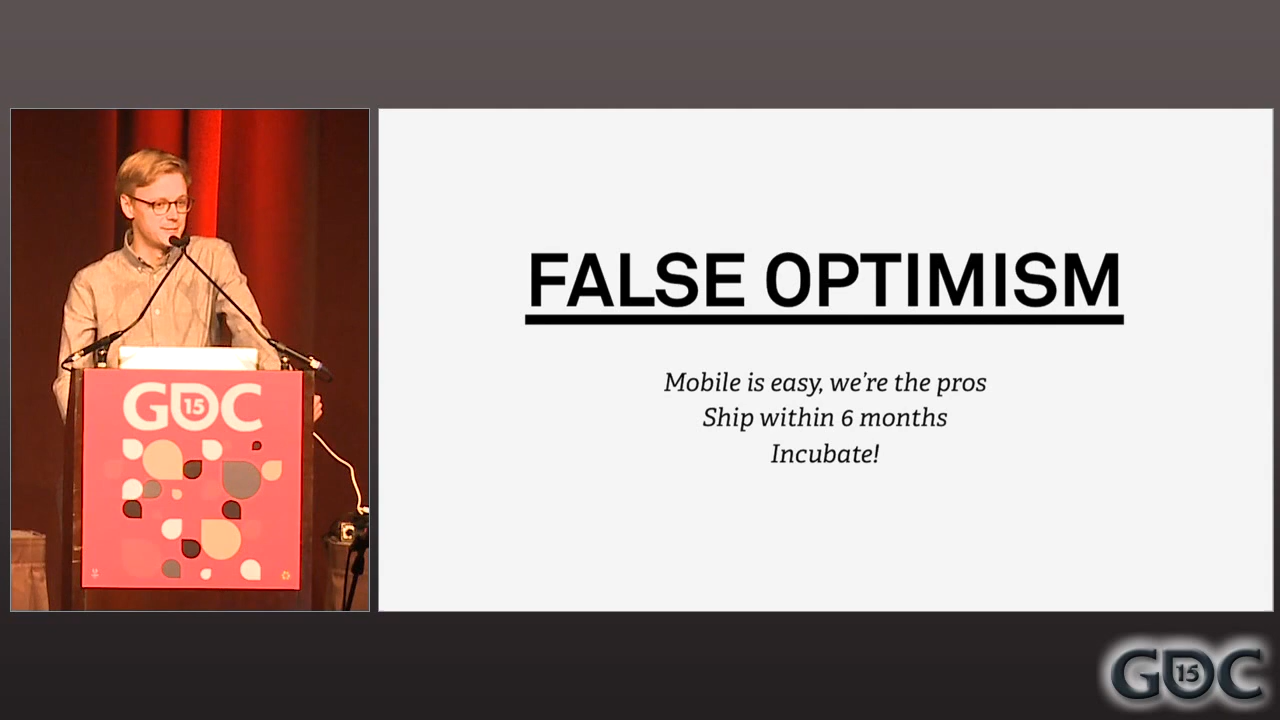 FALSE OPTIMISM
Mobile is easy, we're the pros
Ship within 6 months
Incubate!
GDC
15
GDC
15